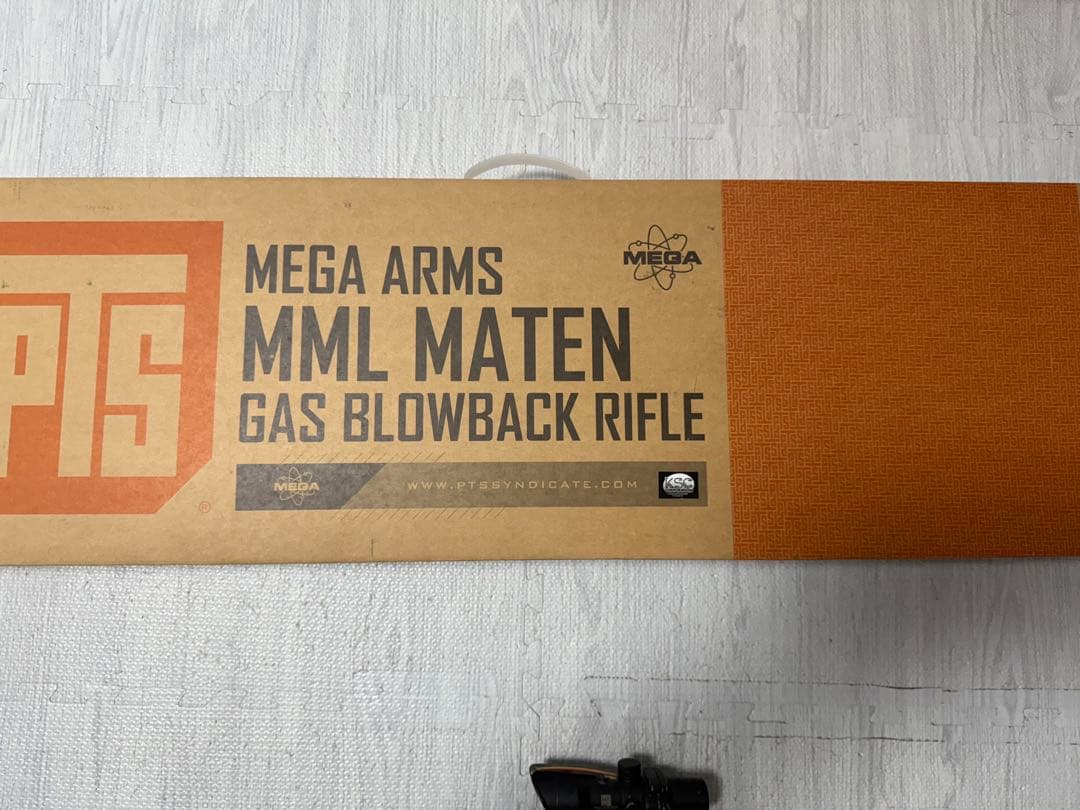 PTS
®
MEGA ARMS
MEGA
MML MATEN
GAS BLOWBACK RIFLE
MEGA
WWW.PTSSYNDICATE.COM
KSC